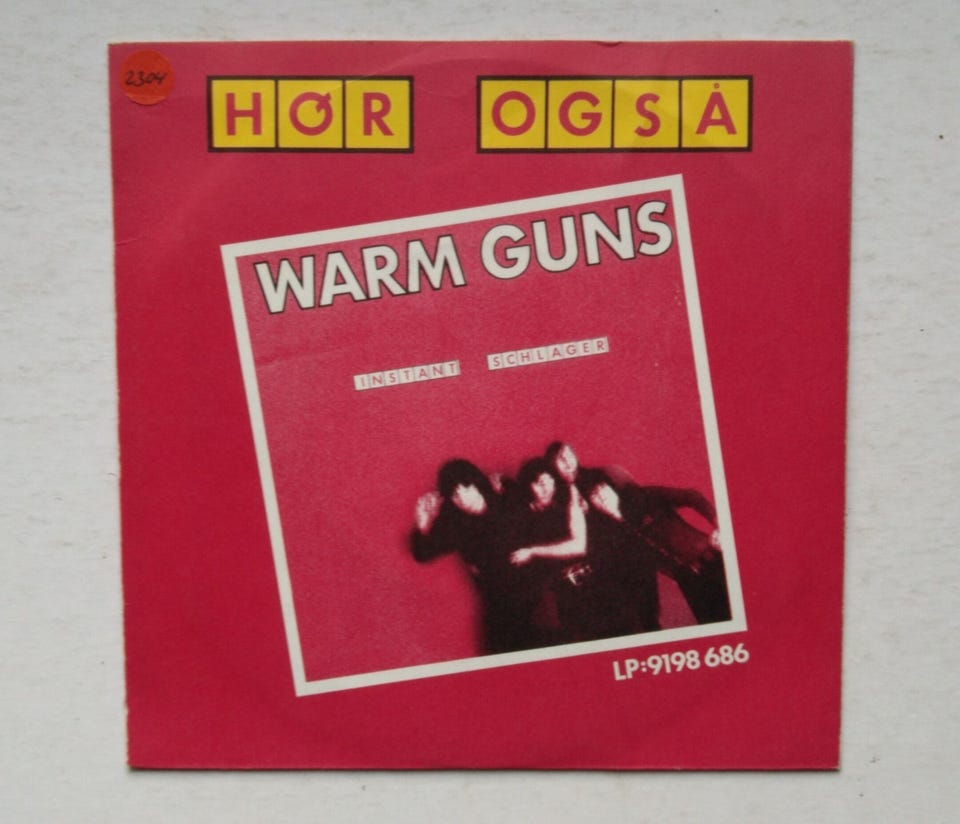 2304
HØR OGSÅ
WARM GUNS
INSTANT SCHLAGER
LP:9198 686